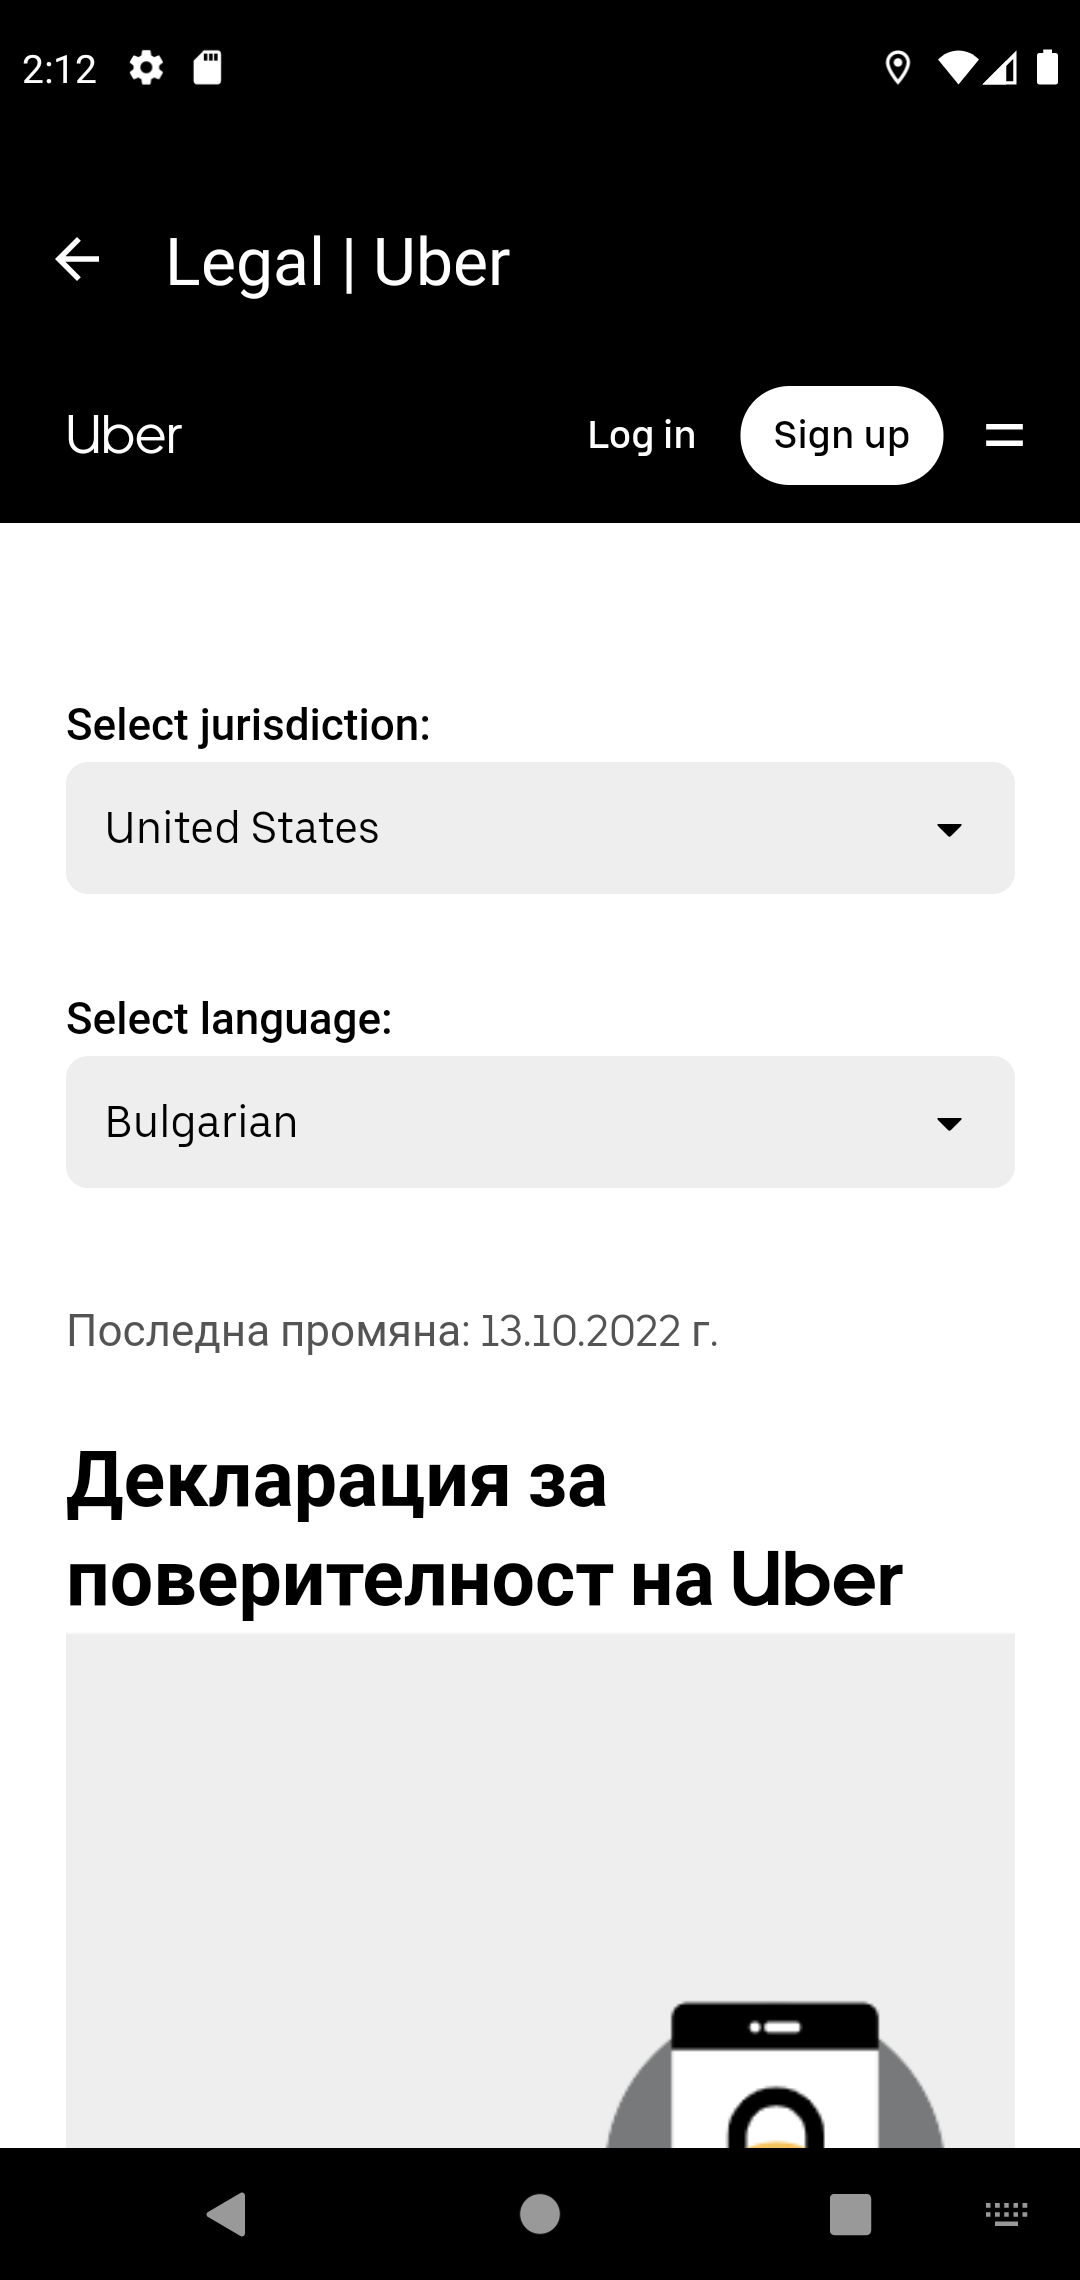 2:12
Legal | Uber
Uber
Log in
Sign up
Select jurisdiction:
United States
Select language:
Bulgarian
Последна промяна: 13.10.2022 г.
Декларация за
поверителност на Uber